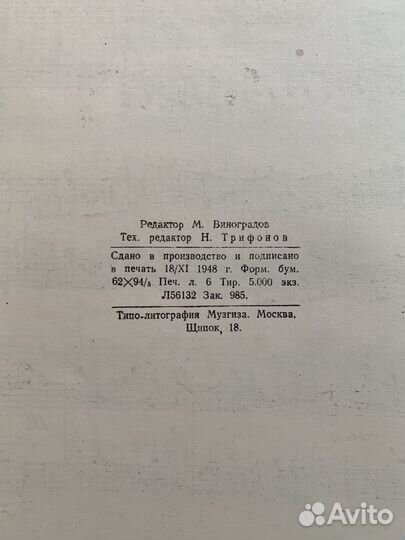 Редактор М. Виноградов
Тех. редактор Н. Трифонов
Сдано в производство и подписано
в печать 18/XI 1948 г. Форм. бум.
62×94/8 Печ. л. 6 Тир. 5.000 экз.
Л56132 Зак. 985.
Типо-литография Музгиза. Москва,
Щипок, 18.
Avito